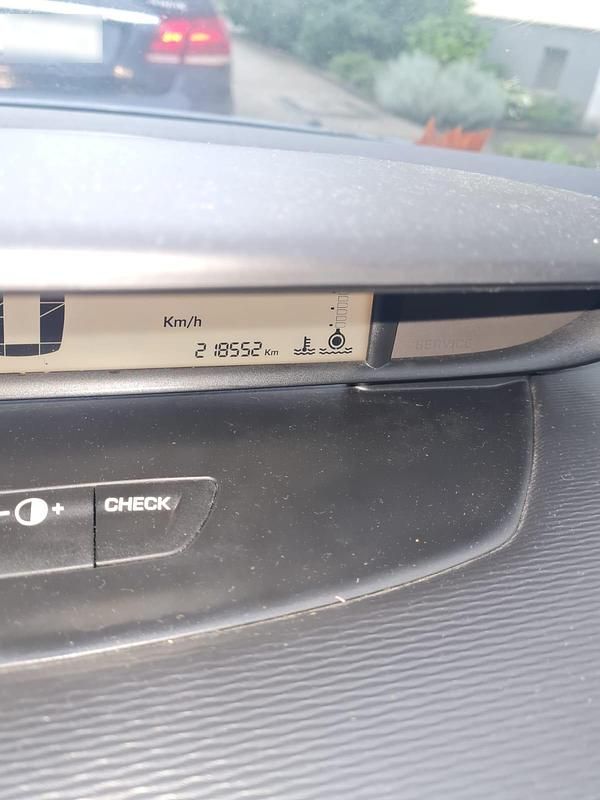 Km/h
218552 Km
SERVICE
- + CHECK